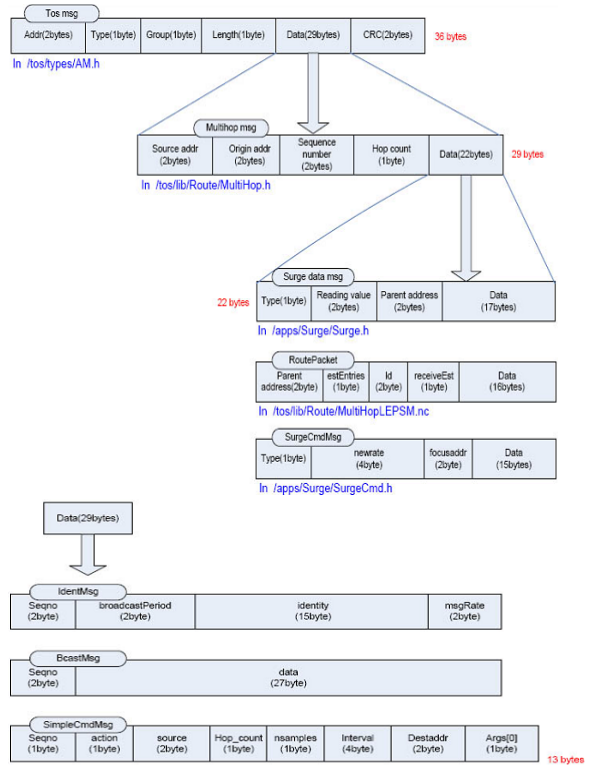 Tos msg
Addr(2bytes) Type(1byte) Group(1byte) Length(1byte) Data(29bytes) CRC(2bytes) 36 bytes
In /tos/types/AM.h
Multihop msg
Source addr (2bytes) Origin addr (2bytes) Sequence number (2bytes) Hop count (1byte) Data(22bytes) 29 bytes
In /tos/lib/Route/MultiHop.h
Surge data msg
22 bytes Type(1byte) Reading value (2bytes) Parent address (2bytes) Data (17bytes)
In /apps/Surge/Surge.h
RoutePacket
Parent address(2byte) estEntries (1byte) Id (2byte) receiveEst (1byte) Data (16bytes)
In /tos/lib/Route/MultiHopLEPSM.nc
SurgeCmdMsg
Type(1byte) newrate (4byte) focusaddr (2byte) Data (15bytes)
In /apps/Surge/SurgeCmd.h
Data(29bytes)
IdentMsg
Seqno (2byte) broadcastPeriod (2byte) identity (15byte) msgRate (2byte)
BcastMsg
Seqno (2byte) data (27byte)
SimpleCmdMsg
Seqno (1byte) action (1byte) source (2byte) Hop_count (1byte) nsamples (1byte) Interval (4byte) Destaddr (2byte) Args[0] (1byte)
13 bytes